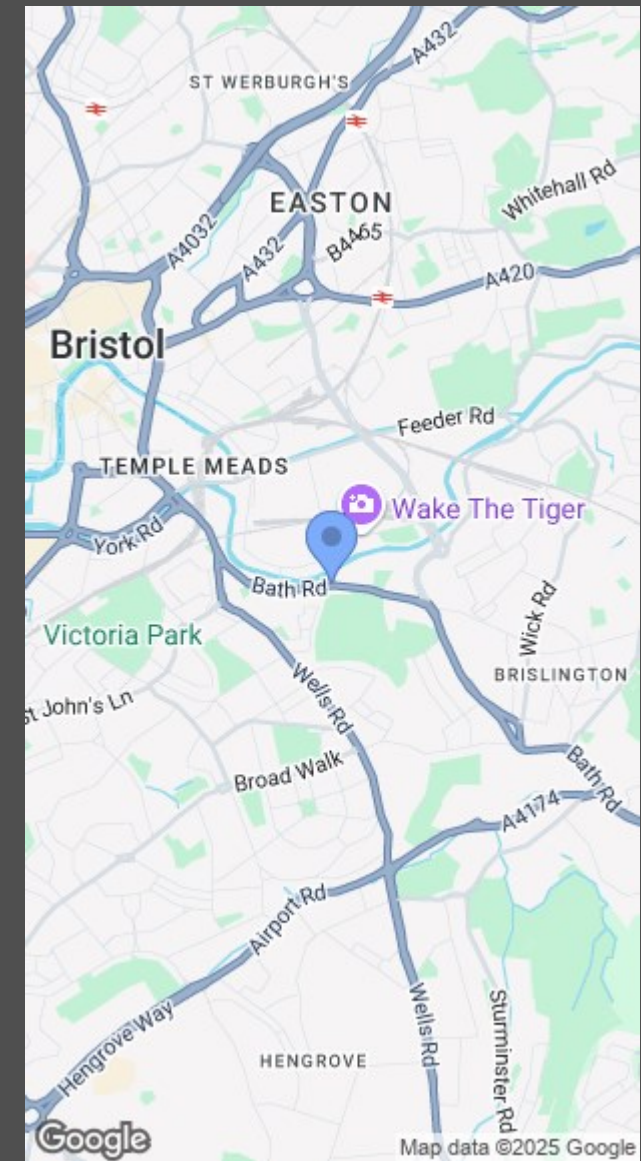 A432
ST WERBURGH'S
Whitehall Rd
EASTON
A4032
A432
B4465
A420
Bristol
Feeder Rd
TEMPLE MEADS
Wake The Tiger
York Rd
Bath Rd
Wick Rd
Victoria Park
BRISLINGTON
St John's Ln
Wells Rd
Broad Walk
Bath Rd
A4174
Airport Rd
Hengrove Way
Wells Rd
Sturminster Rd
HENGROVE
Google
Map data ©2025 Google